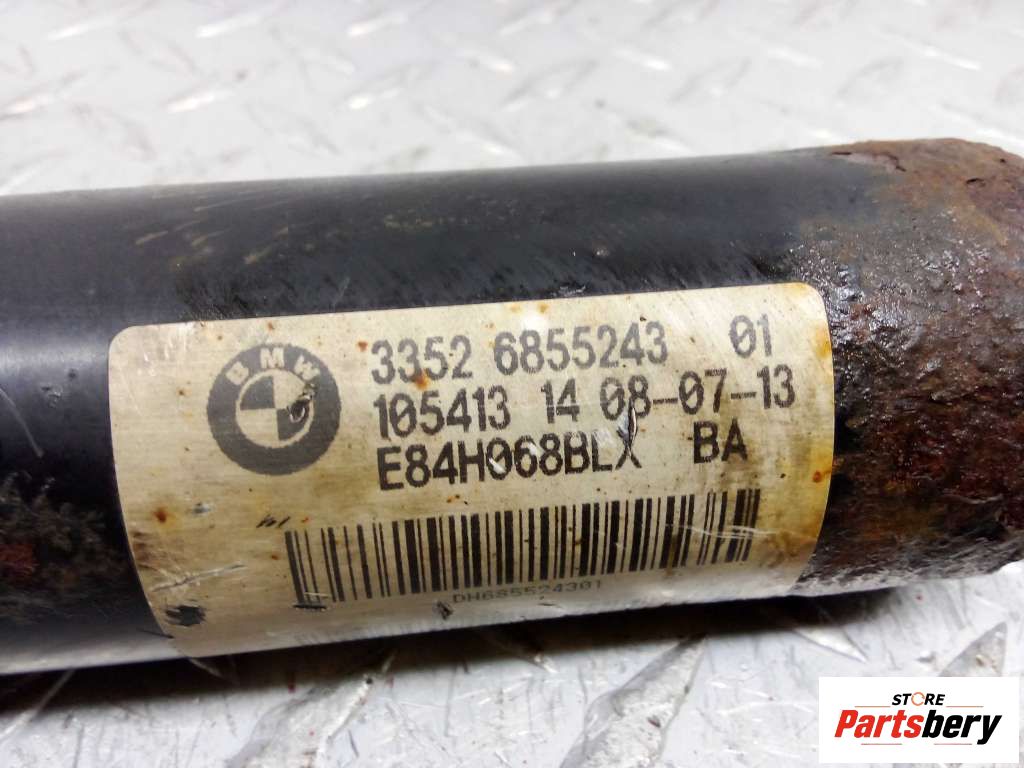 BMW
3352 6855243 01
105413 14 08-07-13
E84H068BLX BA
DH685524301
STORE
Partsbery